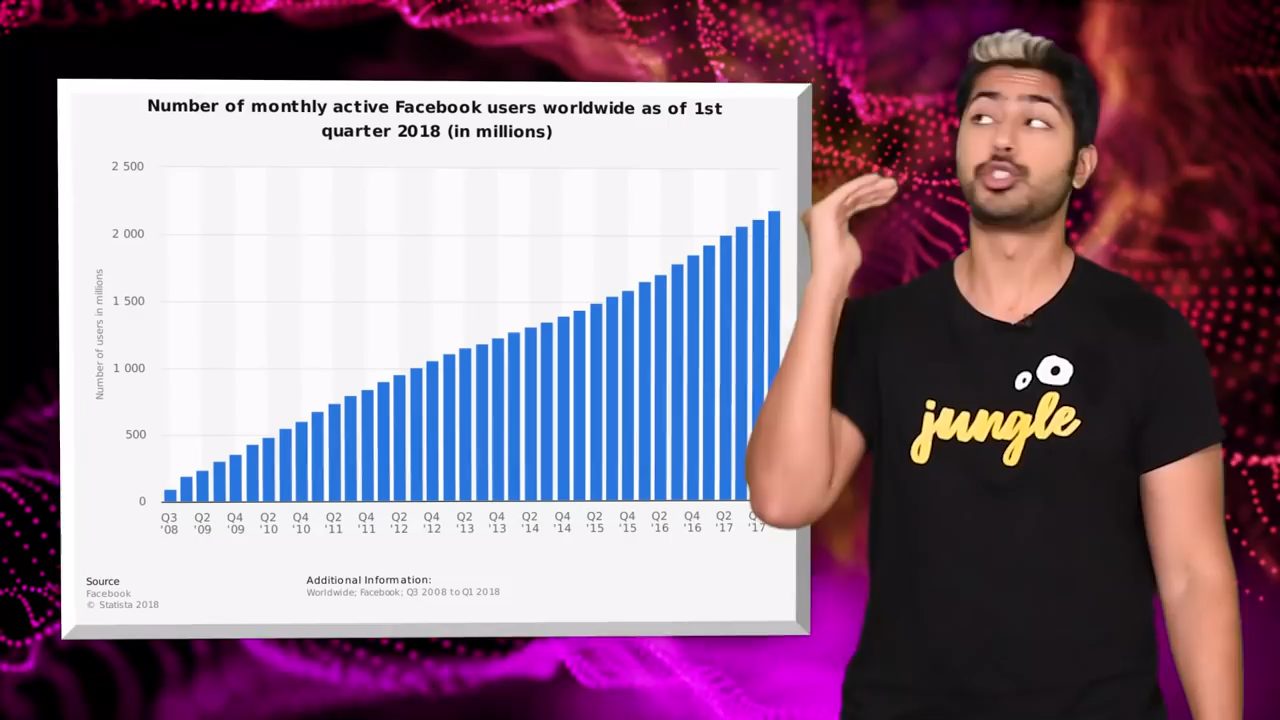 Number of monthly active Facebook users worldwide as of 1st
quarter 2018 (in millions)
Number of users in millions
2 500
2 000
1 500
1 000
500
0
Q3 Q2 Q4 Q2 Q4 Q2 Q4 Q2 Q4 Q2 Q4 Q2 Q4 Q2 Q4 Q2 Q4 Q2
'08 '09 '09 '10 '10 '11 '11 '12 '12 '13 '13 '14 '14 '15 '15 '16 '16 '17 '17
Source
Facebook
© Statista 2018
Additional Information:
Worldwide; Facebook; Q3 2008 to Q1 2018
jungle